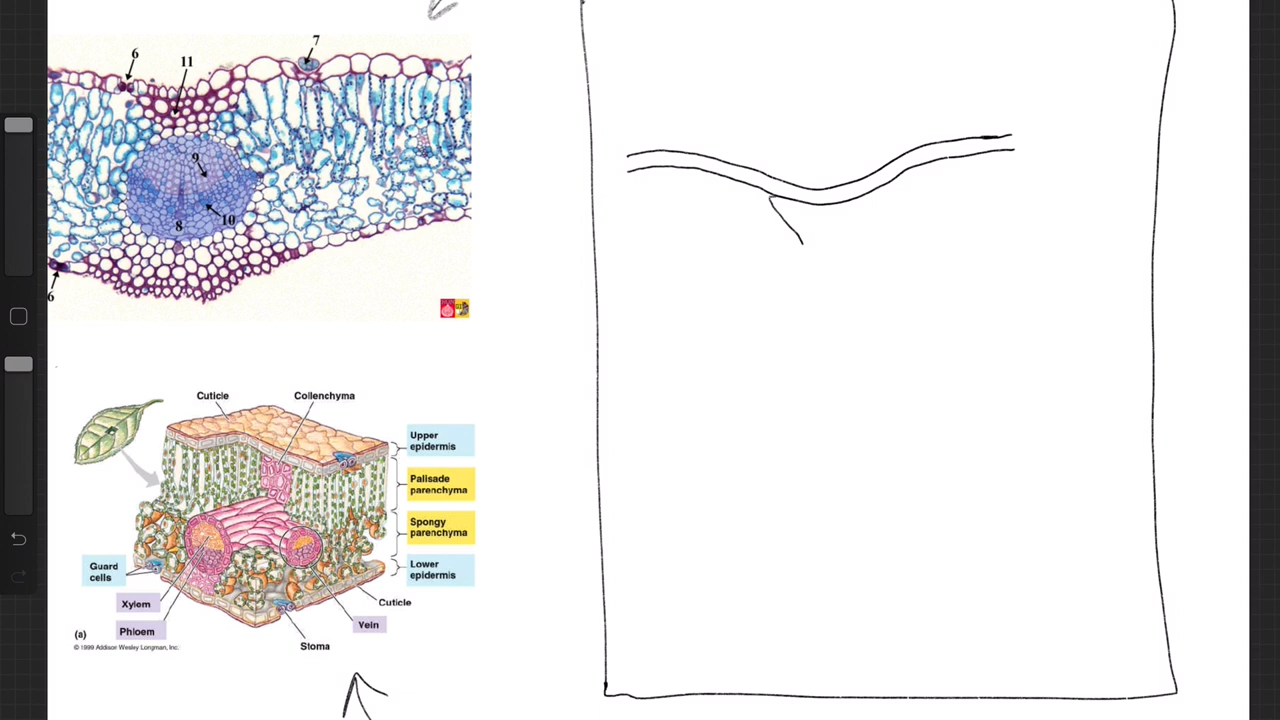 7
6
11
9
10
8
6
Cuticle
Collenchyma
Upper
epidermis
Palisade
parenchyma
Spongy
parenchyma
Lower
epidermis
Guard
cells
Xylem
Cuticle
Phloem
Vein
(a)
Stoma
© 1999 Addison Wesley Longman, Inc.